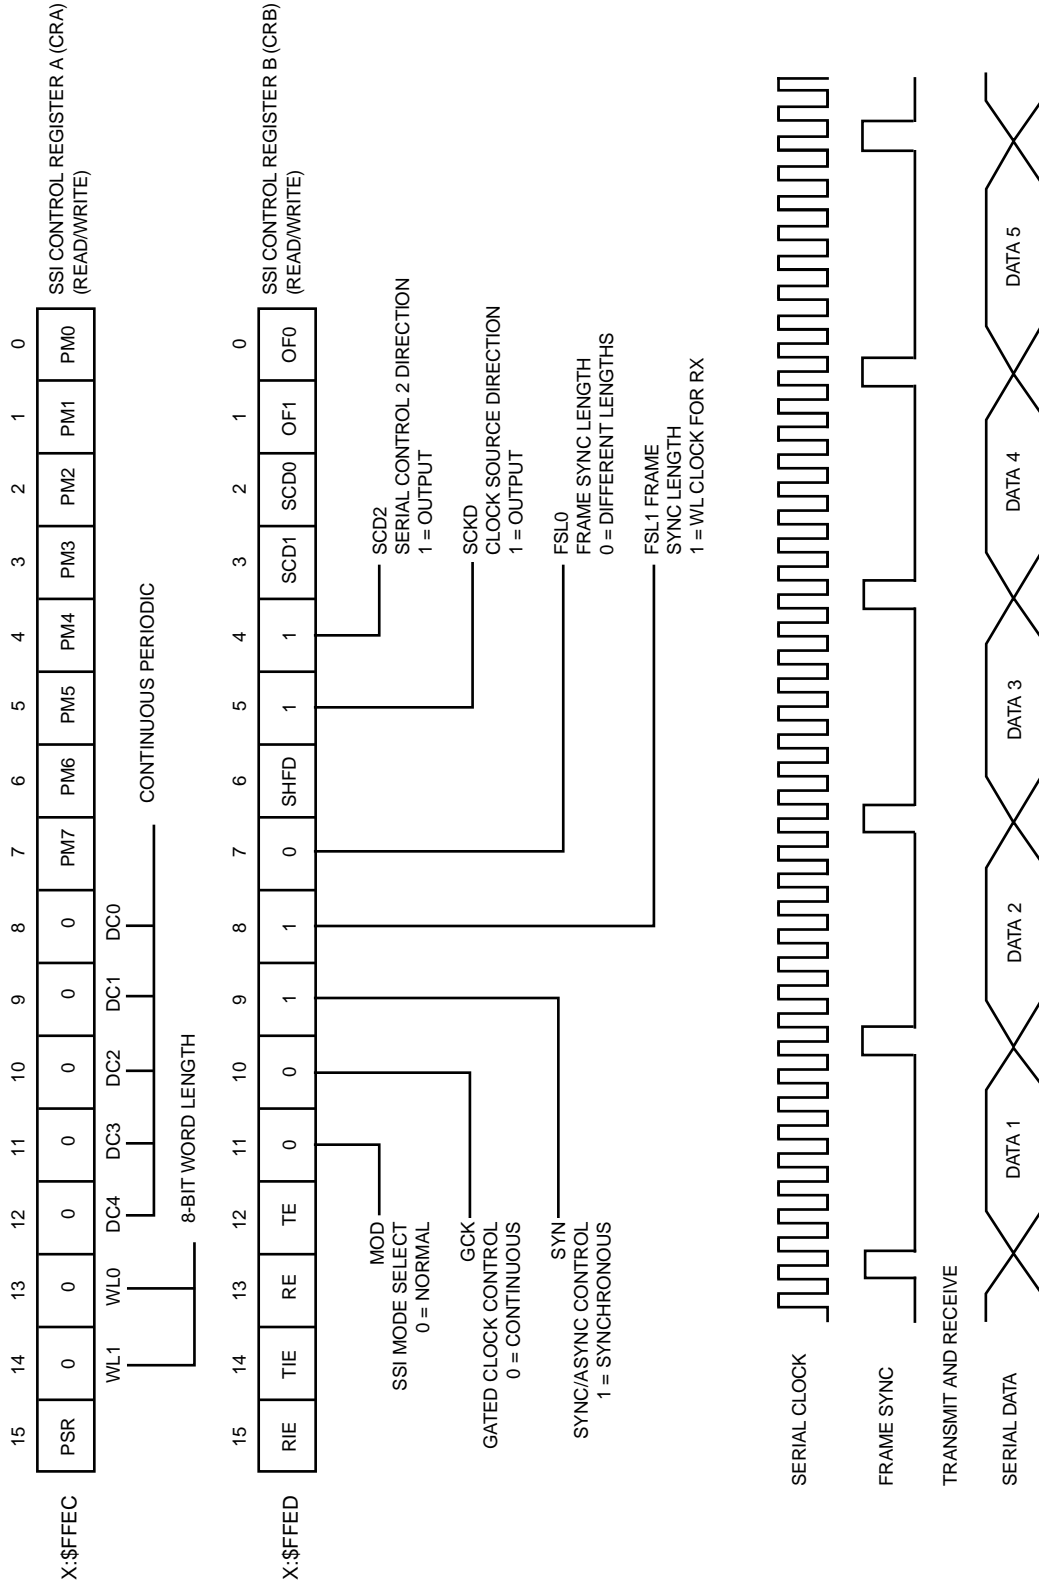 15 14 13 12 11 10 9 8 7 6 5 4 3 2 1 0
X:$FFEC PSR 0 0 0 0 0 0 0 PM7 PM6 PM5 PM4 PM3 PM2 PM1 PM0
SSI CONTROL REGISTER A (CRA)
(READ/WRITE)
WL1 WL0 DC4 DC3 DC2 DC1 DC0
CONTINUOUS PERIODIC
8-BIT WORD LENGTH
15 14 13 12 11 10 9 8 7 6 5 4 3 2 1 0
X:$FFED RIE TIE RE TE 0 0 1 1 0 SHFD 1 1 SCD1 SCD0 OF1 OF0
SSI CONTROL REGISTER B (CRB)
(READ/WRITE)
MOD
SSI MODE SELECT
0 = NORMAL
GCK
GATED CLOCK CONTROL
0 = CONTINUOUS
SYN
SYNC/ASYNC CONTROL
1 = SYNCHRONOUS
SCD2
SERIAL CONTROL 2 DIRECTION
1 = OUTPUT
SCKD
CLOCK SOURCE DIRECTION
1 = OUTPUT
FSL0
FRAME SYNC LENGTH
0 = DIFFERENT LENGTHS
FSL1 FRAME
SYNC LENGTH
1 = WL CLOCK FOR RX
SERIAL CLOCK
FRAME SYNC
TRANSMIT AND RECEIVE
SERIAL DATA DATA 1 DATA 2 DATA 3 DATA 4 DATA 5